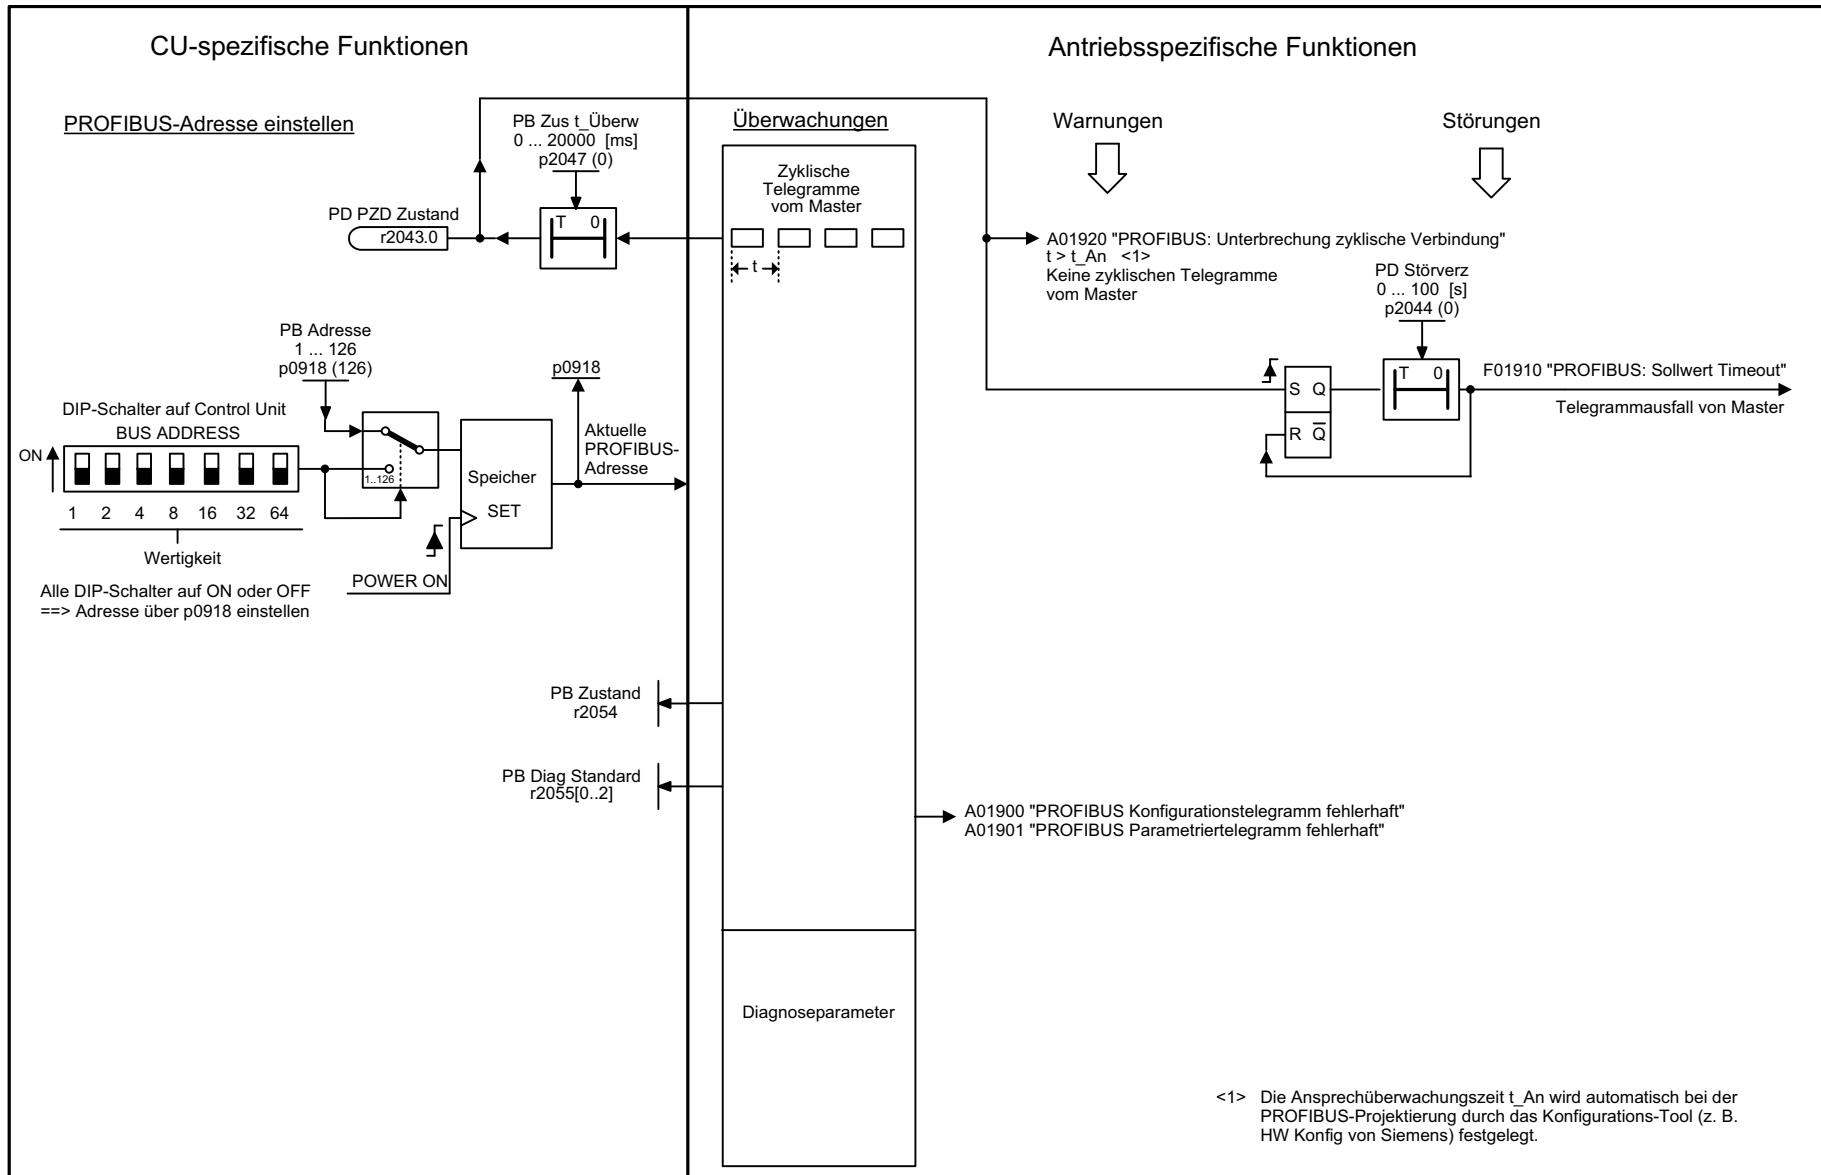 CU-spezifische Funktionen
Antriebsspezifische Funktionen
PROFIBUS-Adresse einstellen
PB Zus t_Überw
0 ... 20000 [ms]
p2047 (0)
T 0
PD PZD Zustand
r2043.0
Überwachungen
Zyklische
Telegramme
vom Master
t
Warnungen
Störungen
A01920 "PROFIBUS: Unterbrechung zyklische Verbindung"
t > t_An <1>
Keine zyklischen Telegramme
vom Master
PD Störverz
0 ... 100 [s]
p2044 (0)
T 0
S Q
R Q̅
F01910 "PROFIBUS: Sollwert Timeout"
Telegrammausfall von Master
PB Adresse
1 ... 126
p0918 (126)
p0918
DIP-Schalter auf Control Unit
BUS ADDRESS
ON
1..126
Speicher
SET
Aktuelle
PROFIBUS-
Adresse
1 2 4 8 16 32 64
Wertigkeit
POWER ON
Alle DIP-Schalter auf ON oder OFF
==> Adresse über p0918 einstellen
PB Zustand
r2054
PB Diag Standard
r2055[0..2]
A01900 "PROFIBUS Konfigurationstelegramm fehlerhaft"
A01901 "PROFIBUS Parametriertelegramm fehlerhaft"
Diagnoseparameter
<1> Die Ansprechüberwachungszeit t_An wird automatisch bei der
PROFIBUS-Projektierung durch das Konfigurations-Tool (z. B.
HW Konfig von Siemens) festgelegt.